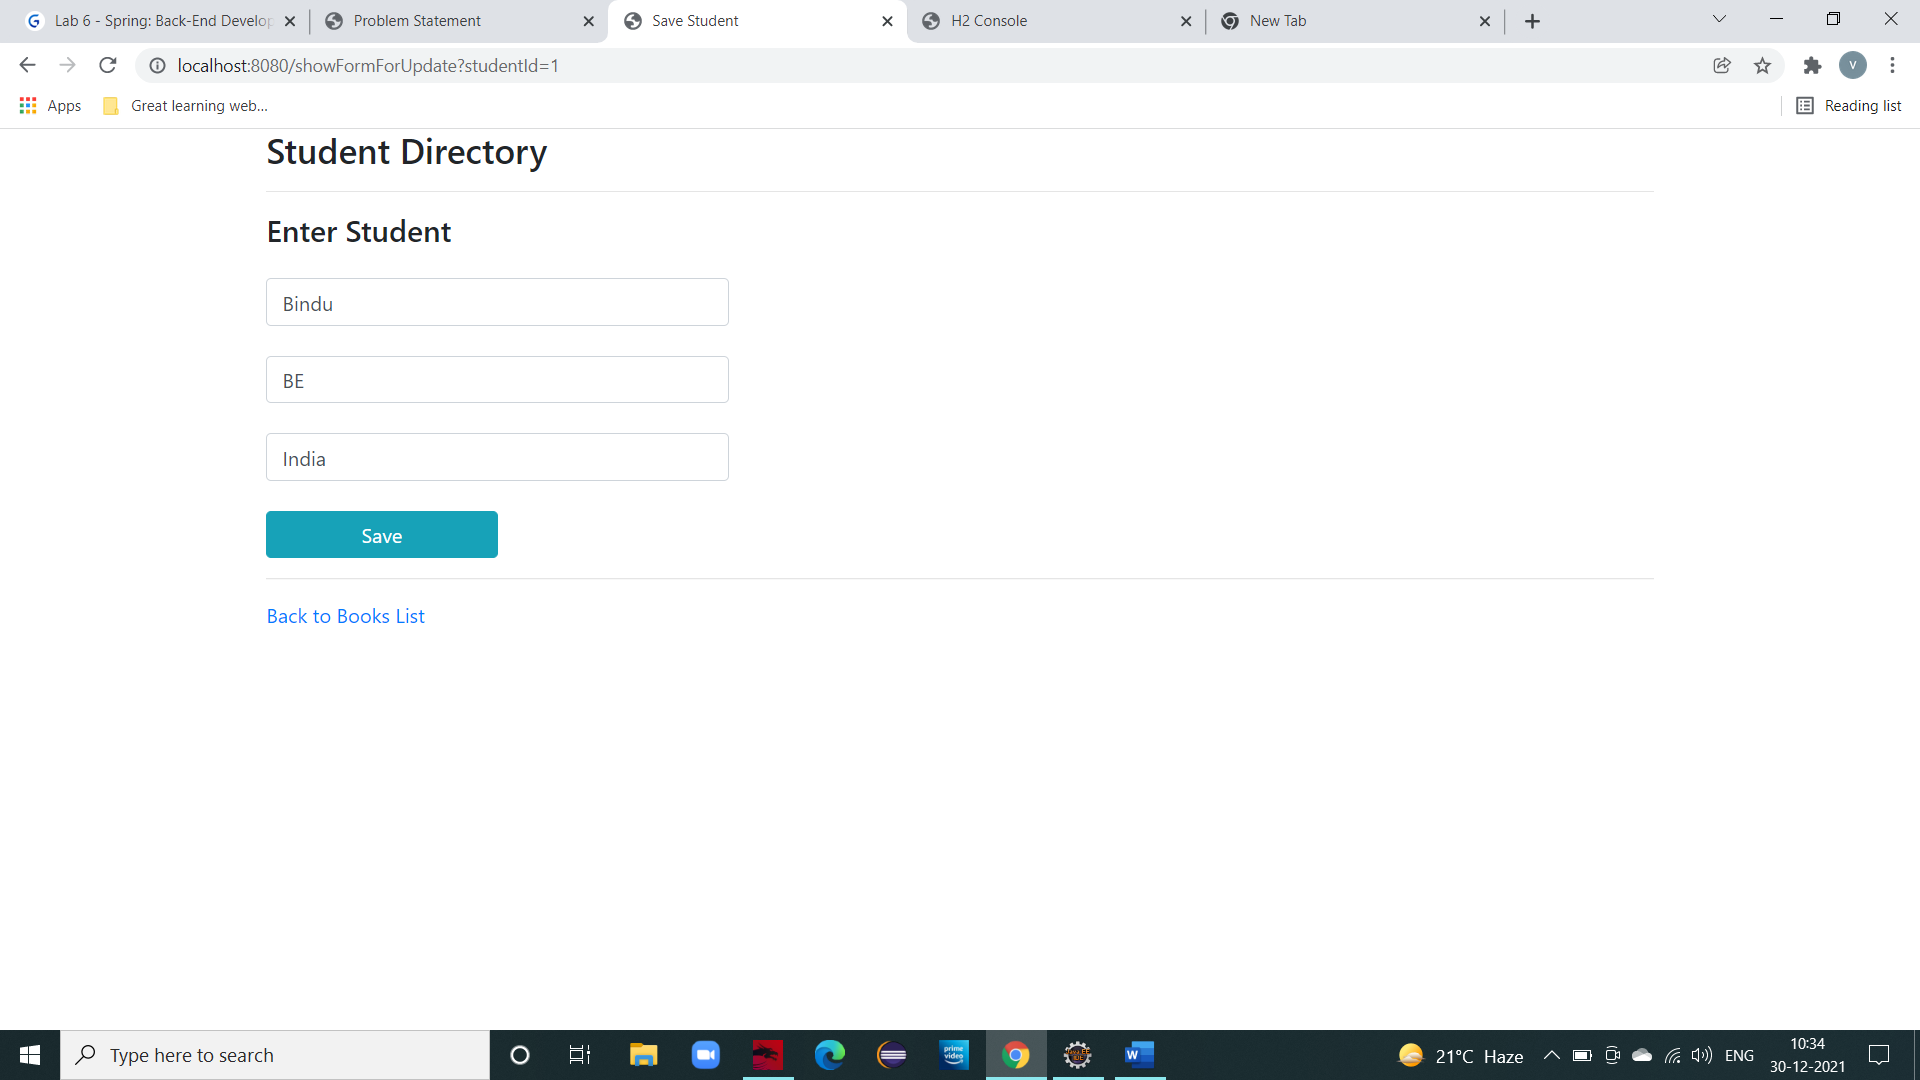 Lab 6 - Spring: Back-End Develop
Problem Statement
Save Student
H2 Console
New Tab
localhost:8080/showFormForUpdate?studentId=1
V
Apps
Great learning web...
Reading list
Student Directory
Enter Student
Bindu
BE
India
Save
Back to Books List
Type here to search
prime video
W
21°C Haze
ENG
10:34
30-12-2021